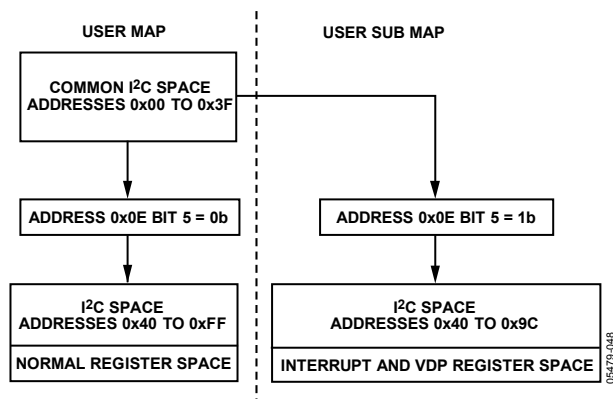 USER MAP
USER SUB MAP
COMMON I²C SPACE
ADDRESSES 0x00 TO 0x3F
ADDRESS 0x0E BIT 5 = 0b
ADDRESS 0x0E BIT 5 = 1b
I²C SPACE
ADDRESSES 0x40 TO 0xFF
NORMAL REGISTER SPACE
I²C SPACE
ADDRESSES 0x40 TO 0x9C
INTERRUPT AND VDP REGISTER SPACE
05479-048